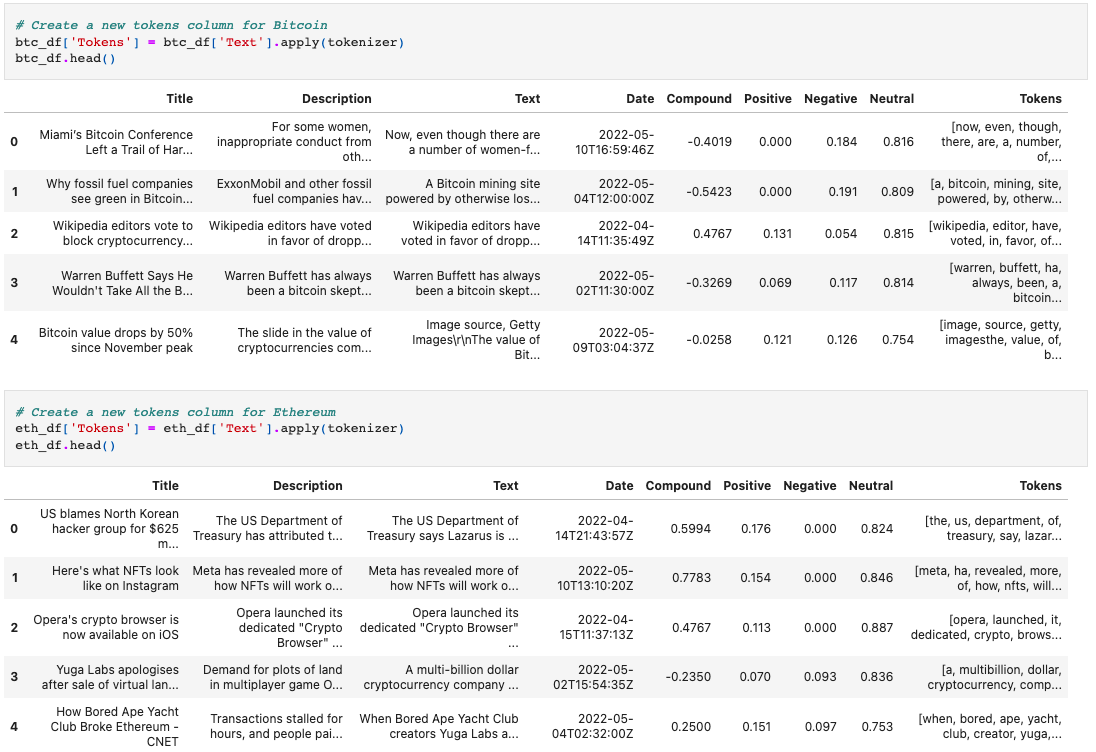 # Create a new tokens column for Bitcoin
btc_df['Tokens'] = btc_df['Text'].apply(tokenizer)
btc_df.head()
Title Description Text Date Compound Positive Negative Neutral Tokens
0 Miami's Bitcoin Conference Left a Trail of Har... For some women, inappropriate conduct from oth... Now, even though there are a number of women-f... 2022-05-10T16:59:46Z -0.4019 0.000 0.184 0.816 [now, even, though, there, are, a, number, of,...
1 Why fossil fuel companies see green in Bitcoin... ExxonMobil and other fossil fuel companies hav... A Bitcoin mining site powered by otherwise los... 2022-05-04T12:00:00Z -0.5423 0.000 0.191 0.809 [a, bitcoin, mining, site, powered, by, otherw...
2 Wikipedia editors vote to block cryptocurrency... Wikipedia editors have voted in favor of dropp... Wikipedia editors have voted in favor of dropp... 2022-04-14T11:35:49Z 0.4767 0.131 0.054 0.815 [wikipedia, editor, have, voted, in, favor, of...
3 Warren Buffett Says He Wouldn't Take All the B... Warren Buffett has always been a bitcoin skept... Warren Buffett has always been a bitcoin skept... 2022-05-02T11:30:00Z -0.3269 0.069 0.117 0.814 [warren, buffett, ha, always, been, a, bitcoin...
4 Bitcoin value drops by 50% since November peak The slide in the value of cryptocurrencies com... Image source, Getty Images\r\nThe value of Bit... 2022-05-09T03:04:37Z -0.0258 0.121 0.126 0.754 [image, source, getty, imagesthe, value, of, b...
# Create a new tokens column for Ethereum
eth_df['Tokens'] = eth_df['Text'].apply(tokenizer)
eth_df.head()
Title Description Text Date Compound Positive Negative Neutral Tokens
0 US blames North Korean hacker group for $625 m... The US Department of Treasury has attributed t... The US Department of Treasury says Lazarus is ... 2022-04-14T21:43:57Z 0.5994 0.176 0.000 0.824 [the, us, department, of, treasury, say, lazar...
1 Here's what NFTs look like on Instagram Meta has revealed more of how NFTs will work o... Meta has revealed more of how NFTs will work o... 2022-05-10T13:10:20Z 0.7783 0.154 0.000 0.846 [meta, ha, revealed, more, of, how, nfts, will...
2 Opera's crypto browser is now available on iOS Opera launched its dedicated "Crypto Browser" ... Opera launched its dedicated "Crypto Browser" ... 2022-04-15T11:37:13Z 0.4767 0.113 0.000 0.887 [opera, launched, it, dedicated, crypto, brows...
3 Yuga Labs apologises after sale of virtual lan... Demand for plots of land in multiplayer game O... A multi-billion dollar cryptocurrency company ... 2022-05-02T15:54:35Z -0.2350 0.070 0.093 0.836 [a, multibillion, dollar, cryptocurrency, comp...
4 How Bored Ape Yacht Club Broke Ethereum - CNET Transactions stalled for hours, and people pai... When Bored Ape Yacht Club creators Yuga Labs a... 2022-05-04T02:32:00Z 0.2500 0.151 0.097 0.753 [when, bored, ape, yacht, club, creator, yuga,...